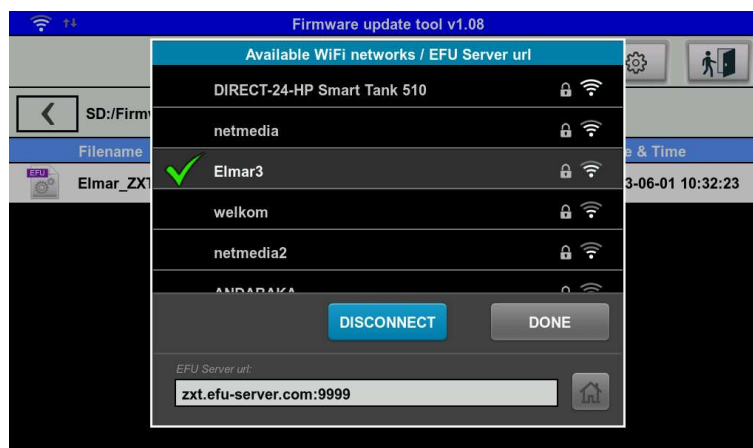 Firmware update tool v1.08
Available WiFi networks / EFU Server url
DIRECT-24-HP Smart Tank 510
SD:/Firm
netmedia
Filename
e & Time
EFU
Elmar_ZXT
Elmar3
3-06-01 10:32:23
welkom
netmedia2
ANDARAKA
DISCONNECT
DONE
EFU Server url:
zxt.efu-server.com:9999